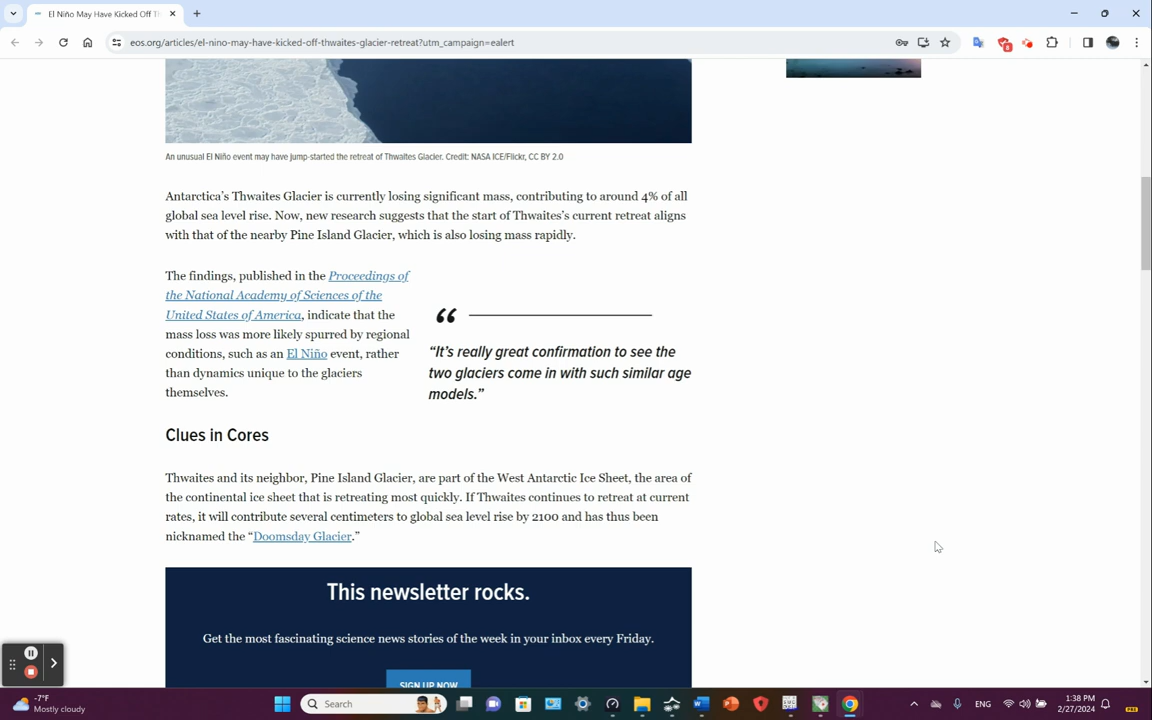 El Niño May Have Kicked Off Th
eos.org/articles/el-nino-may-have-kicked-off-thwaites-glacier-retreat?utm_campaign=ealert
An unusual El Niño event may have jump-started the retreat of Thwaites Glacier. Credit: NASA ICE/Flickr, CC BY 2.0
Antarctica’s Thwaites Glacier is currently losing significant mass, contributing to around 4% of all
global sea level rise. Now, new research suggests that the start of Thwaites’s current retreat aligns
with that of the nearby Pine Island Glacier, which is also losing mass rapidly.
The findings, published in the Proceedings of
the National Academy of Sciences of the
United States of America, indicate that the
mass loss was more likely spurred by regional
conditions, such as an El Niño event, rather
than dynamics unique to the glaciers
themselves.
“It’s really great confirmation to see the
two glaciers come in with such similar age
models.”
Clues in Cores
Thwaites and its neighbor, Pine Island Glacier, are part of the West Antarctic Ice Sheet, the area of
the continental ice sheet that is retreating most quickly. If Thwaites continues to retreat at current
rates, it will contribute several centimeters to global sea level rise by 2100 and has thus been
nicknamed the “Doomsday Glacier.”
This newsletter rocks.
Get the most fascinating science news stories of the week in your inbox every Friday.
SIGN UP NOW
-7°F
Mostly cloudy
Search
ENG
1:38 PM
2/27/2024